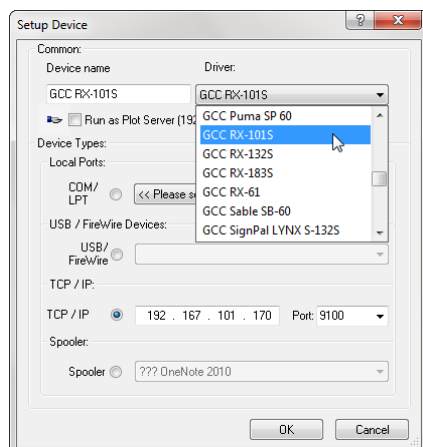 Setup Device
Common:
Device name Driver:
GCC RX-101S GCC RX-101S
Run as Plot Server (192
GCC Puma SP 60
GCC RX-101S
GCC RX-132S
GCC RX-183S
GCC RX-61
GCC Sable SB-60
GCC SignPal LYNX S-132S
Device Types:
Local Ports:
COM/
LPT
<< Please se
USB / FireWire Devices:
USB/
FireWire
TCP / IP:
TCP / IP 192 . 167 . 101 . 170 Port: 9100
Spooler:
Spooler ??? OneNote 2010
OK Cancel